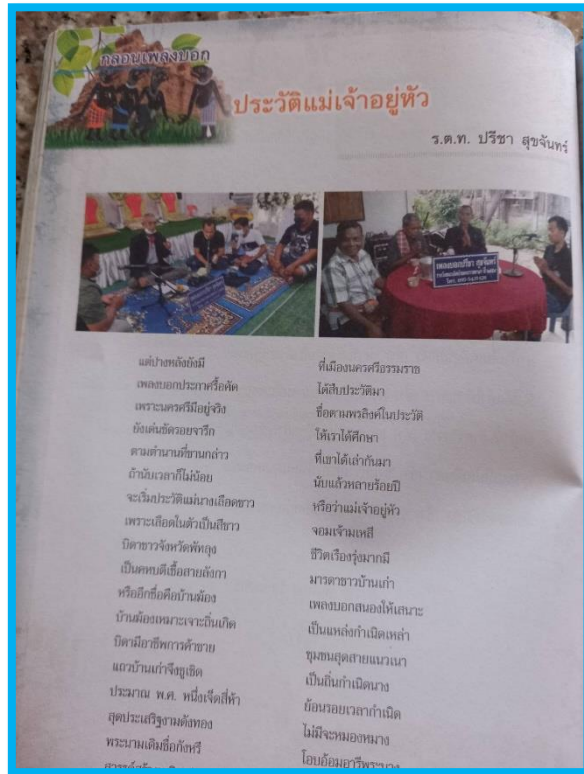 กลอนเพลงบอก
ประวัติแม่เจ้าอยู่หัว
ร.ต.ท. ปรีชา สุขจันทร์
เพลงบอกปรีชา สุขจันทร์
แต่ปางหลังยังมี ที่เมืองนครศรีธรรมราช
เพลงบอกประกาศรื้อคัด ได้สืบประวัติมา
เพราะนครศรีมีอยู่จริง ชื่อตามพรลิงค์ในประวัติ
ยังเด่นชัดรอยจารึก ให้เราได้ศึกษา
ตามตำนานที่ขานกล่าว ที่เขาได้เล่ากันมา
ถ้านับเวลาก็ไม่น้อย นับแล้วหลายร้อยปี
จะเริ่มประวัติแม่นางเลือดขาว หรือว่าแม่เจ้าอยู่หัว
เพราะเลือดในตัวเป็นสีขาว จอมเจ้ามเหสี
บิดาชาวจังหวัดพัทลุง ชีวิตเรืองรุ่งมากมี
เป็นคหบดีเชื้อสายลังกา มารดาชาวบ้านเก่า
หรืออีกชื่อคือบ้านฆ้อง เพลงบอกสนองให้เสนาะ
บ้านฆ้องเหมาะเจาะถิ่นเกิด เป็นแหล่งกำเนิดเหล่า
บิดามีอาชีพการค้าขาย ชุมชนสุดสายแนวเนา
แถวบ้านเก่าจึงชูเชิด เป็นถิ่นกำเนิดนาง
ประมาณ พ.ศ. หนึ่งเจ็ดสี่ห้า ย้อนรอยเวลากำเนิด
สุดประเสริฐงามดังทอง ไม่มีจะหมองหมาง
พระนามเดิมชื่อกังหรี โอบอ้อมอารีพระนาง